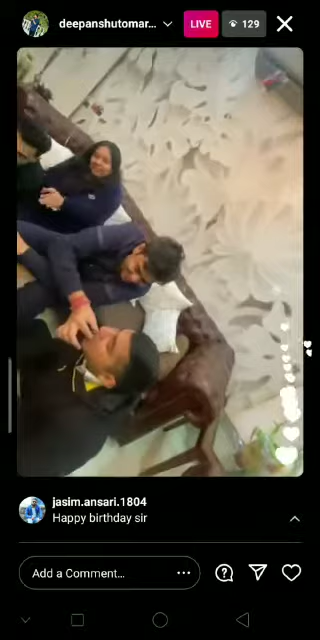 deepanshutomar...
LIVE
129
jasim.ansari.1804
Happy birthday sir
Add a Comment...